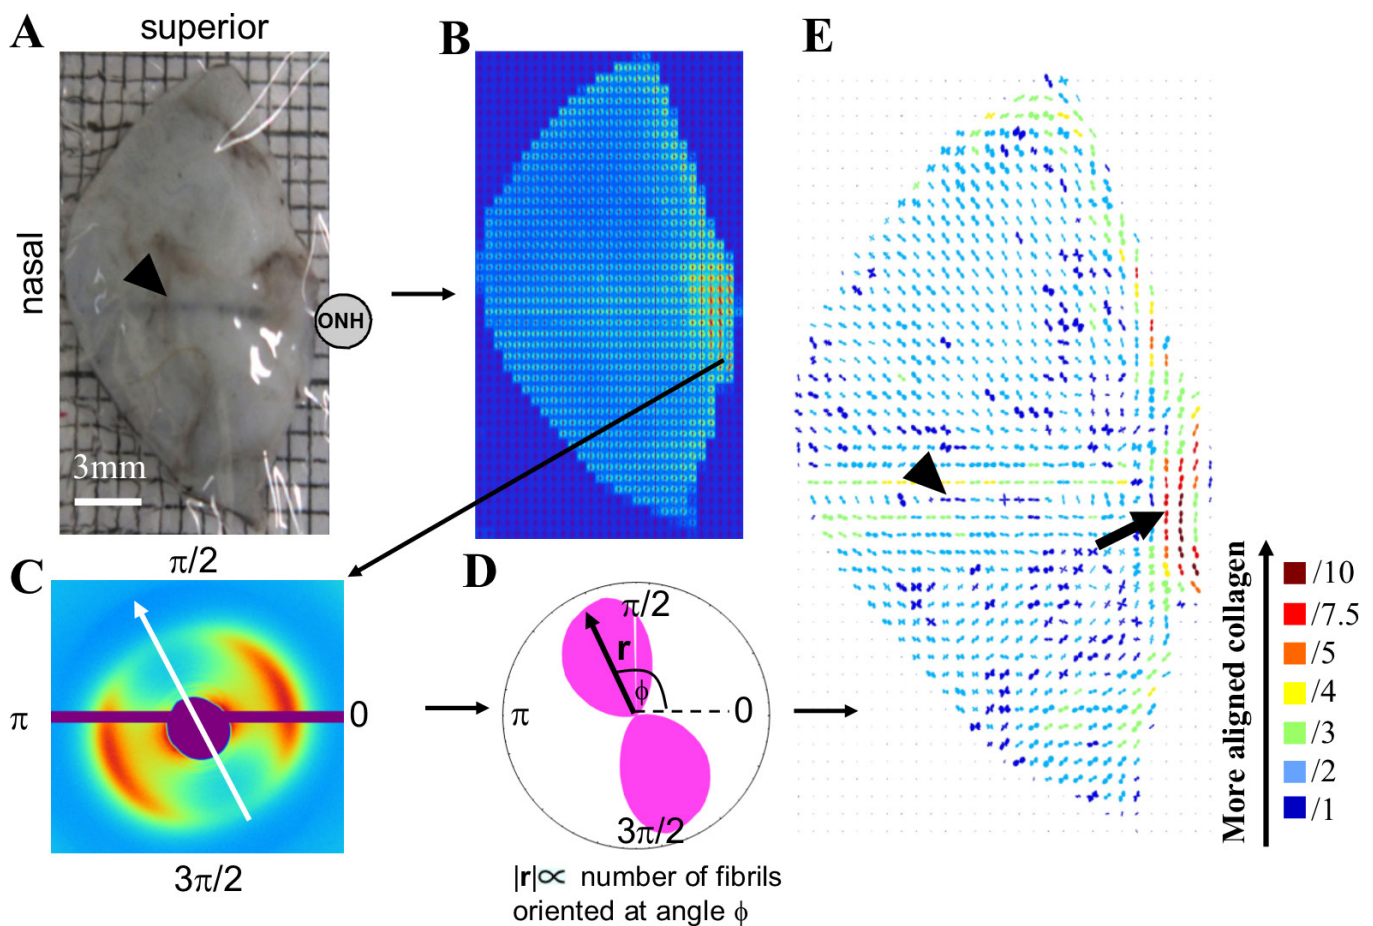 A
superior
B
E
nasal
ONH
3mm
C
π/2
π
0
3π/2
D
π/2
r
ϕ
π
0
3π/2
|r|∝ number of fibrils
oriented at angle ϕ
More aligned collagen
/10
/7.5
/5
/4
/3
/2
/1